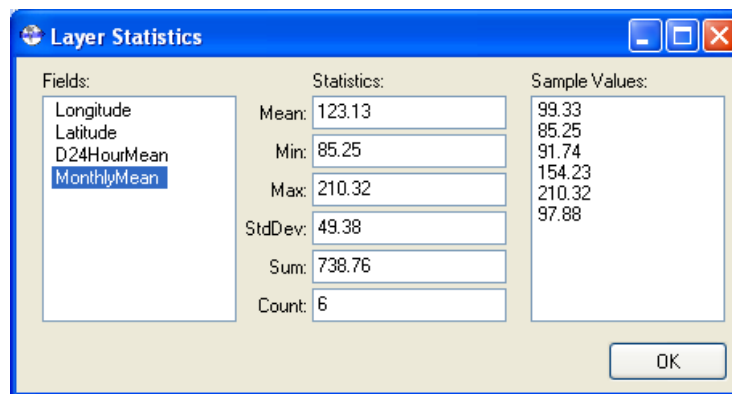 Layer Statistics
Fields:
Longitude
Latitude
D24HourMean
MonthlyMean
Statistics:
Mean: 123.13
Min: 85.25
Max: 210.32
StdDev: 49.38
Sum: 738.76
Count: 6
Sample Values:
99.33
85.25
91.74
154.23
210.32
97.88
OK